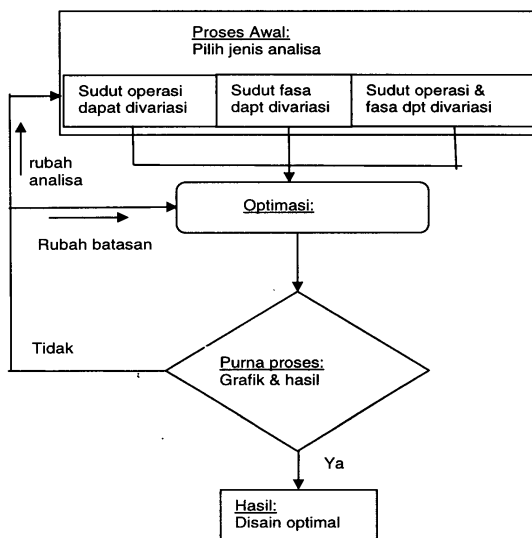 Proses Awal:
Pilih jenis analisa
Sudut operasi
dapat divariasi
Sudut fasa
dapt divariasi
Sudut operasi &
fasa dpt divariasi
rubah
analisa
Optimasi:
Rubah batasan
Tidak
Purna proses:
Grafik & hasil
Ya
Hasil:
Disain optimal